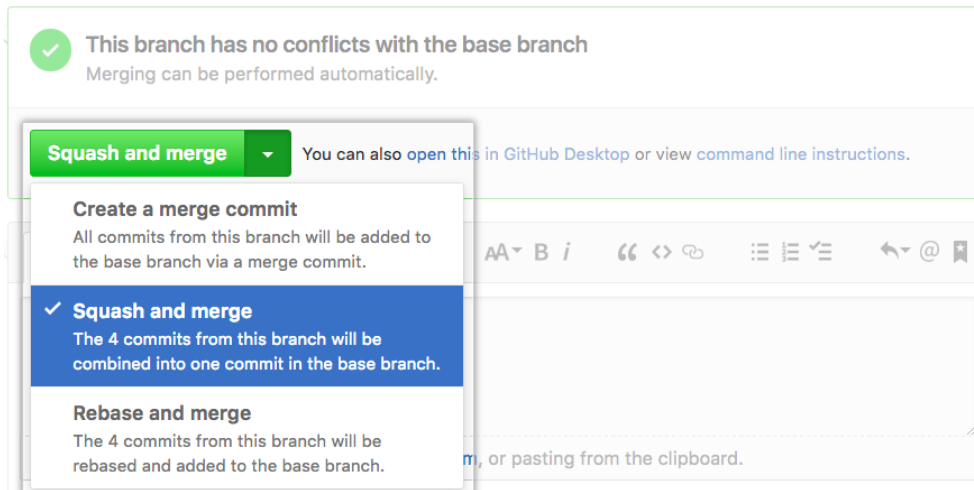 This branch has no conflicts with the base branch
Merging can be performed automatically.
Squash and merge
You can also open this in GitHub Desktop or view command line instructions.
Create a merge commit
All commits from this branch will be added to
the base branch via a merge commit.
AA B i “ <> @
Squash and merge
The 4 commits from this branch will be
combined into one commit in the base branch.
Rebase and merge
The 4 commits from this branch will be
rebased and added to the base branch.
m, or pasting from the clipboard.